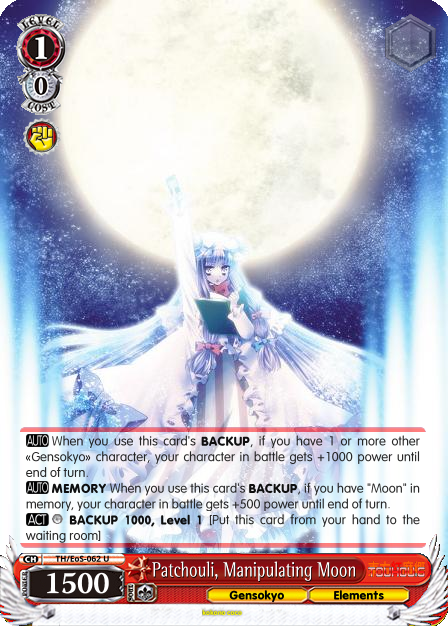 LEVEL
1
0
COST
AUTO When you use this card's BACKUP, if you have 1 or more other
«Gensokyo» character, your character in battle gets +1000 power until
end of turn.
AUTO MEMORY When you use this card's BACKUP, if you have "Moon" in
memory, your character in battle gets +500 power until end of turn.
ACT BACKUP 1000, Level 1 [Put this card from your hand to the
waiting room]
CH TH/EoS-062 U
POWER
1500
SOUL
Patchouli, Manipulating Moon
Gensokyo Elements